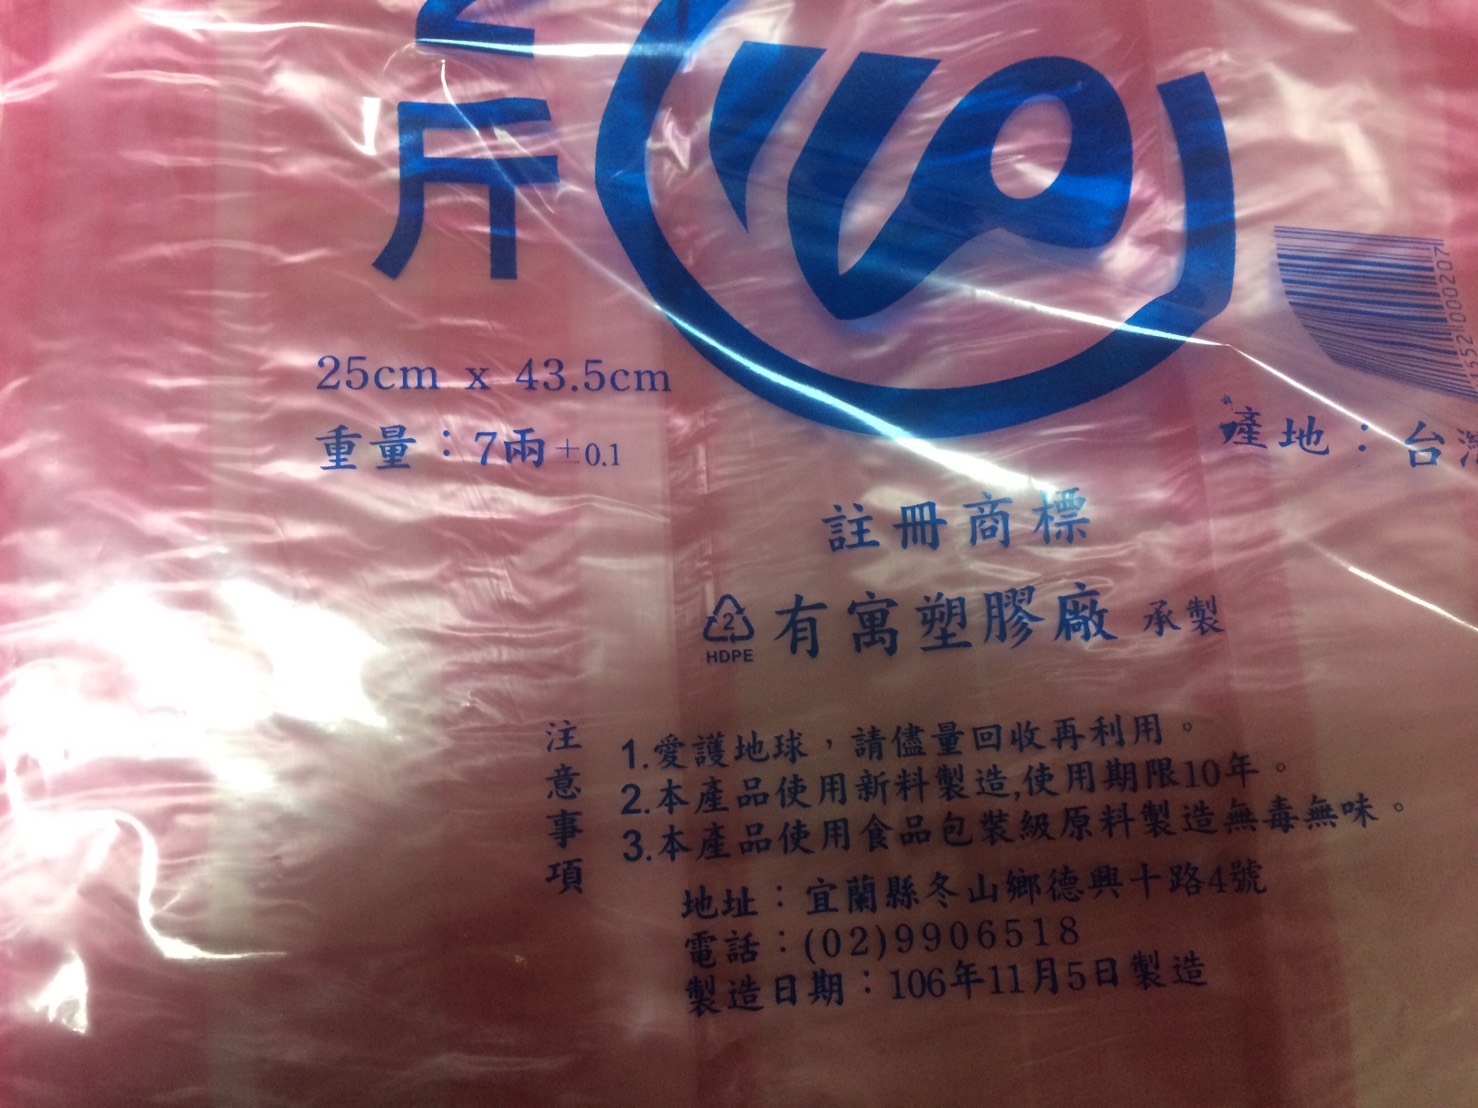 2
斤
25cm x 43.5cm
重量：7兩±0.1
產地：台
註冊商標
2
HDPE
有寓塑膠廠 承製
注意事項
1.愛護地球，請儘量回收再利用。
2.本產品使用新料製造,使用期限10年。
3.本產品使用食品包裝級原料製造無毒無味。
地址：宜蘭縣冬山鄉德興十路4號
電話：(02)9906518
製造日期：106年11月5日製造